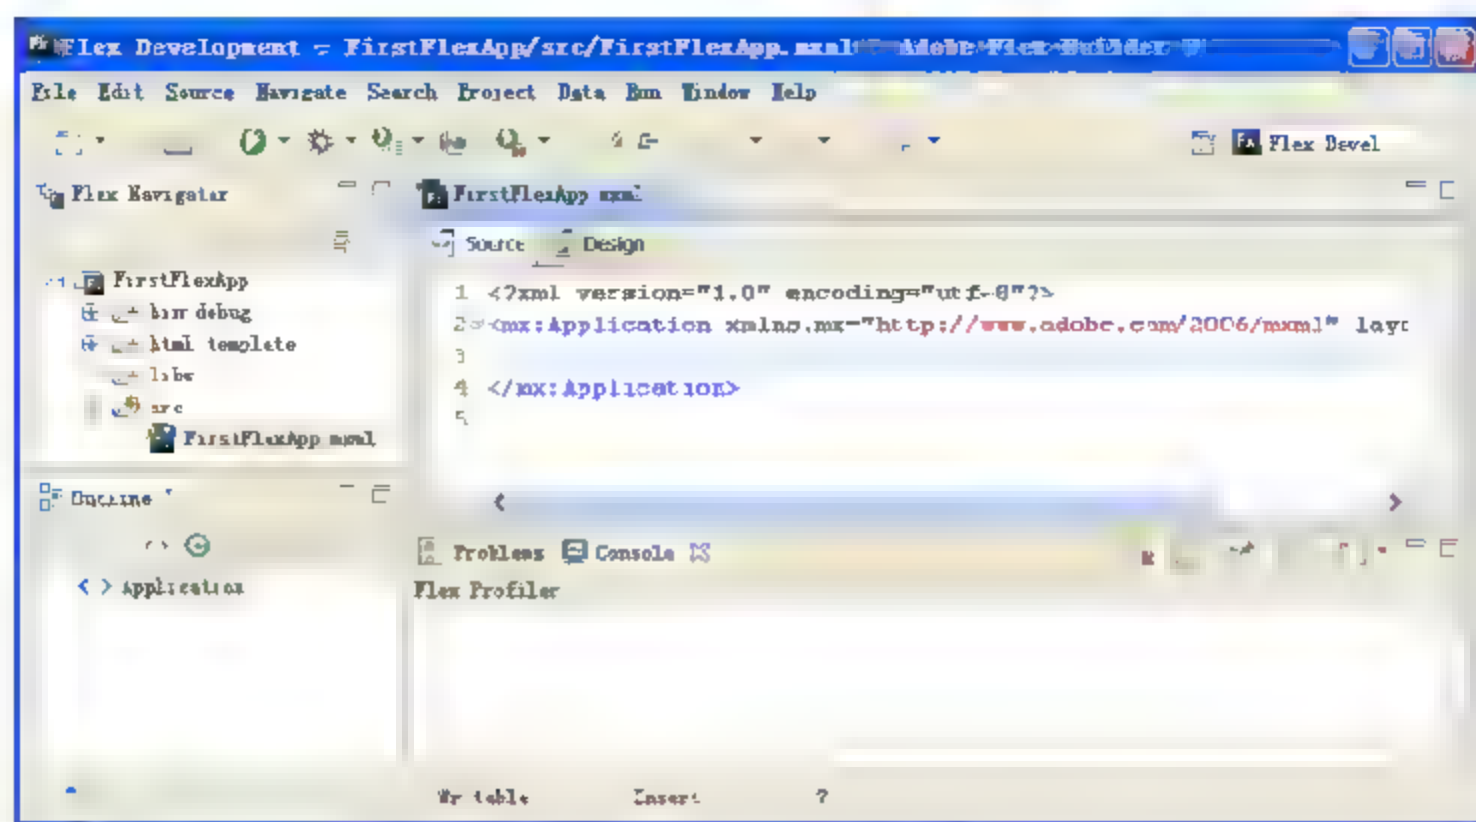 Flex Development - FirstFlexApp/src/FirstFlexApp.mxml - Adobe Flex Builder
File Edit Source Navigate Search Project Data Run Window Help
Flex Devel
Flex Navigator
FirstFlexApp
bin debug
html template
libs
src
FirstFlexApp mxml
FirstFlexApp mxml
Source Design
1 <?xml version="1.0" encoding="utf-8"?>
2 <mx:Application xmlns:mx="http://www.adobe.com/2006/mxml" layo
3
4 </mx:Application>
5
Outline
Application
Problems Console
Flex Profiler
Writable Insert ?